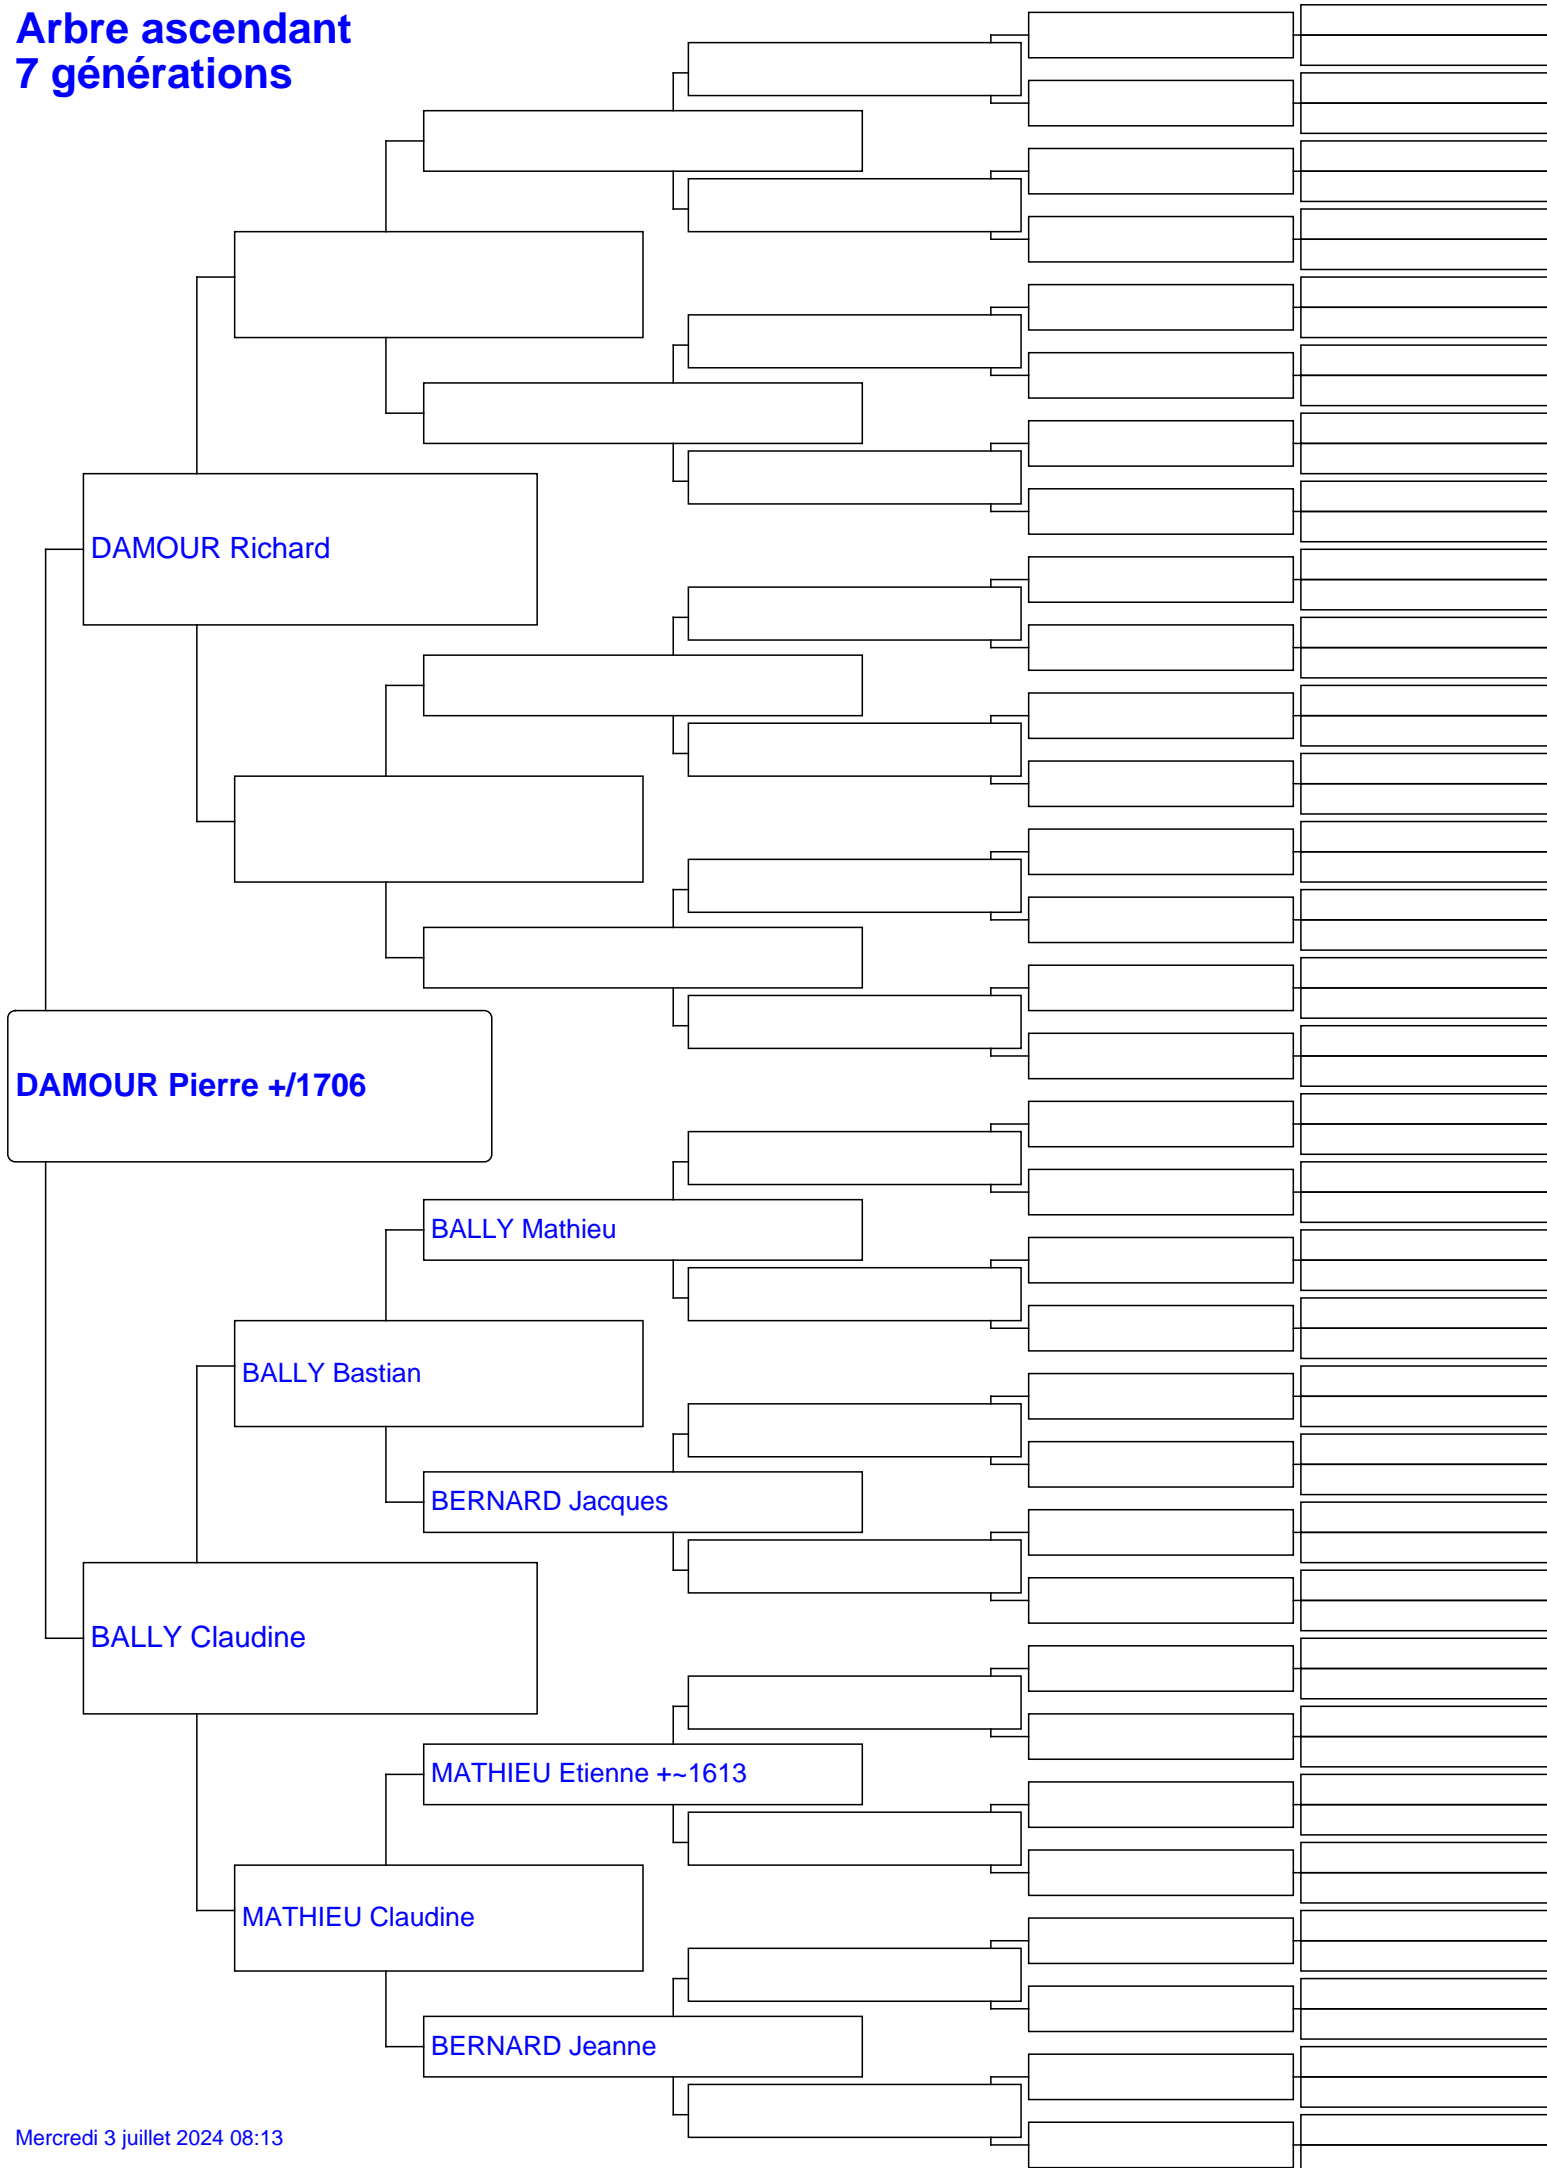 Arbre ascendant
7 générations
DAMOUR Richard
DAMOUR Pierre +/1706
BALLY Mathieu
BALLY Bastian
BERNARD Jacques
BALLY Claudine
MATHIEU Etienne +~1613
MATHIEU Claudine
BERNARD Jeanne
Mercredi 3 juillet 2024 08:13